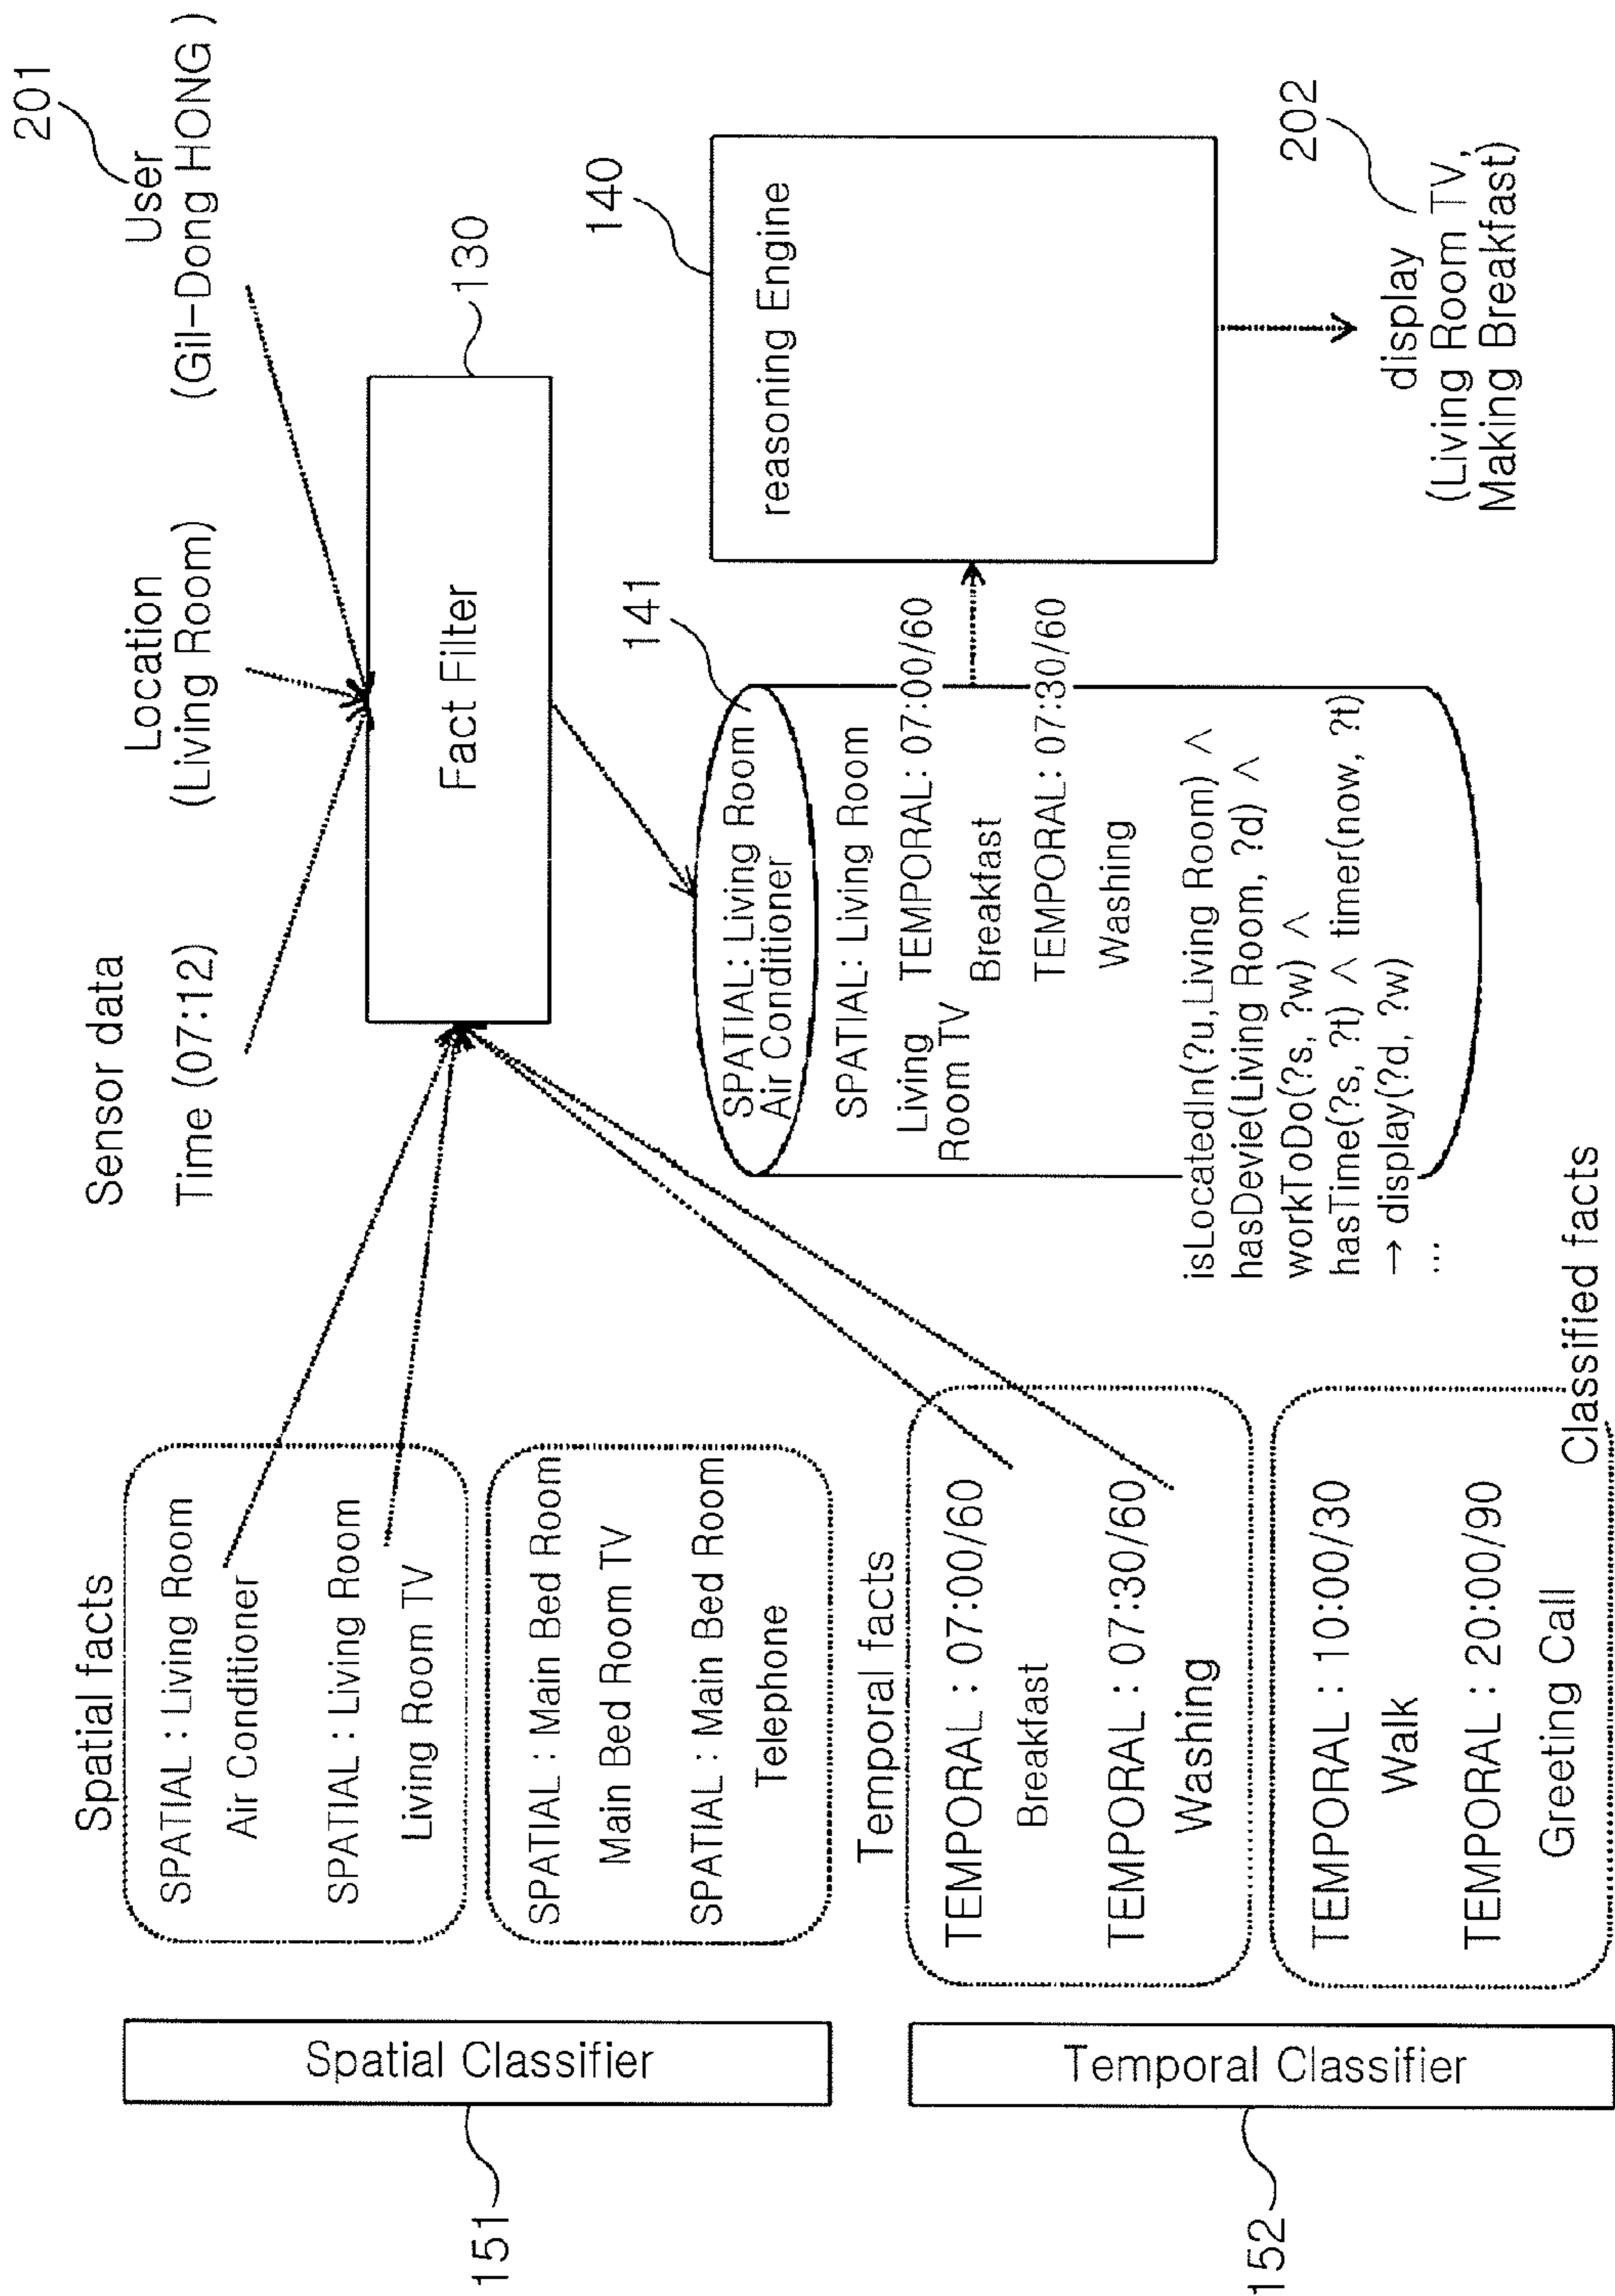 201
User
(Gil-Dong HONG )
Location
(Living Room)
Sensor data
Time (07:12)
Fact Filter
130
Spatial facts
SPATIAL : Living Room
Air Conditioner
SPATIAL : Living Room
Living Room TV
SPATIAL : Main Bed Room
Main Bed Room TV
SPATIAL : Main Bed Room
Telephone
Temporal facts
TEMPORAL : 07:00/60
Breakfast
TEMPORAL : 07:30/60
Washing
TEMPORAL : 10:00/30
Walk
TEMPORAL : 20:00/90
Greeting Call
Classified facts
Spatial Classifier
151
Temporal Classifier
152
141
SPATIAL: Living Room
Air Conditioner
SPATIAL: Living Room
Living
Room TV
TEMPORAL: 07:00/60
Breakfast
TEMPORAL: 07:30/60
Washing
isLocatedIn(?u,Living Room) ∧
hasDevie(Living Room, ?d) ∧
workToDo(?s, ?w) ∧
hasTime(?s, ?t) ∧ timer(now, ?t)
→ display(?d, ?w)
...
140
reasoning Engine
202
display
(Living Room TV,
Making Breakfast)